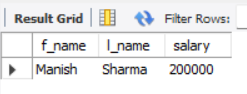 Result Grid Filter Rows:
f_name l_name salary
Manish Sharma 200000